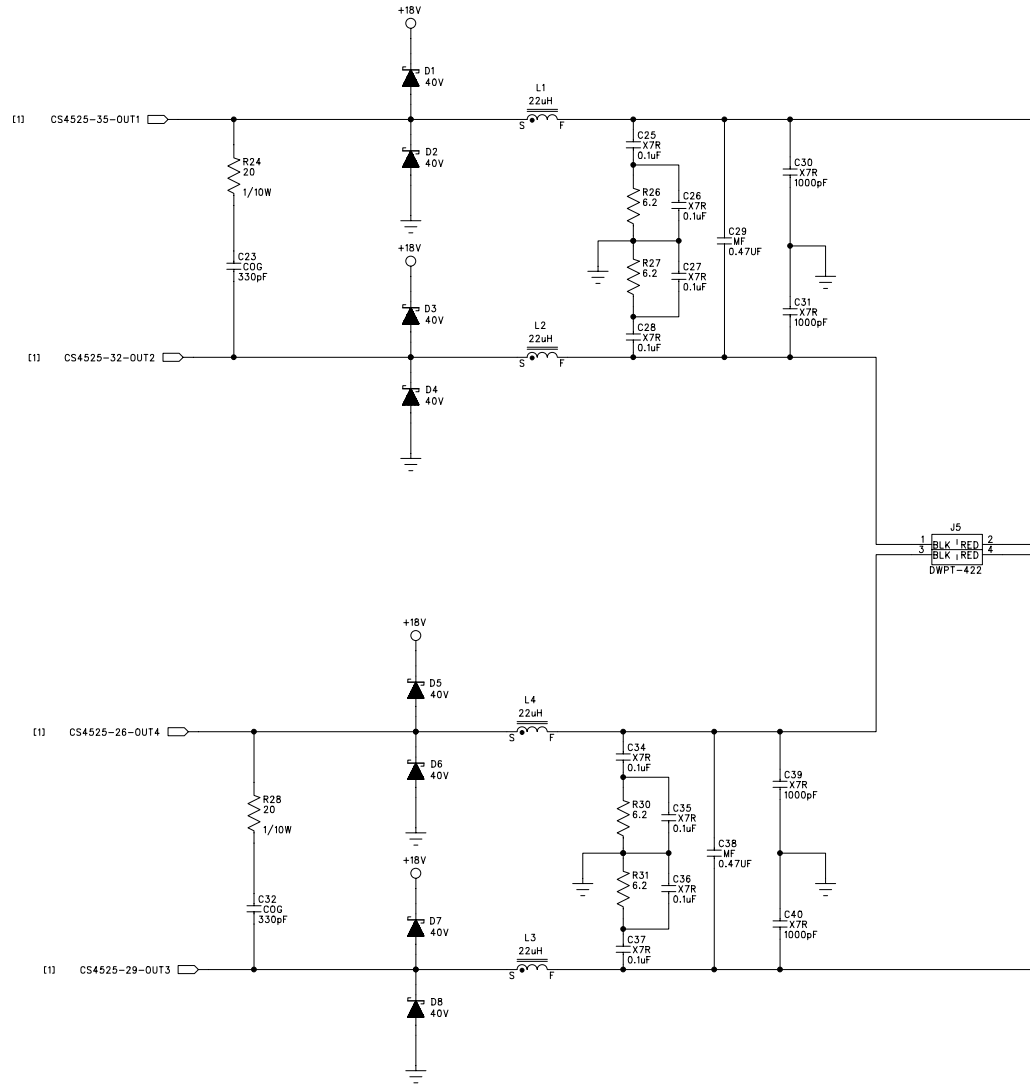 +18V
D1
40V
L1
22uH
[1] CS4525-35-OUT1
S F
D2
40V
R24
20
1/10W
C25
X7R
0.1uF
C30
X7R
1000pF
R26
6.2
C26
X7R
0.1uF
C29
MF
0.47UF
+18V
C23
COG
330pF
R27
6.2
C27
X7R
0.1uF
D3
40V
C31
X7R
1000pF
L2
22uH
C28
X7R
0.1uF
[1] CS4525-32-OUT2
S F
D4
40V
J5
1 BLK RED 2
3 BLK RED 4
DWPT-422
+18V
D5
40V
L4
22uH
[1] CS4525-26-OUT4
S F
D6
40V
C34
X7R
0.1uF
C39
X7R
1000pF
R28
20
1/10W
R30
6.2
C35
X7R
0.1uF
C38
MF
0.47UF
+18V
R31
6.2
C36
X7R
0.1uF
C32
COG
330pF
D7
40V
C40
X7R
1000pF
L3
22uH
C37
X7R
0.1uF
[1] CS4525-29-OUT3
S F
D8
40V